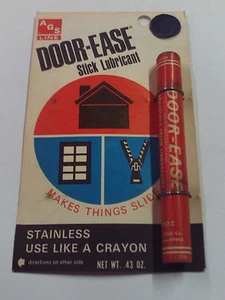 AGS
LINE
DOOR-EASE®
Stick Lubricant
DOOR-EASE
MAKES THINGS SLIDE
STAINLESS
USE LIKE A CRAYON
directions on other side
NET WT. .43 OZ.